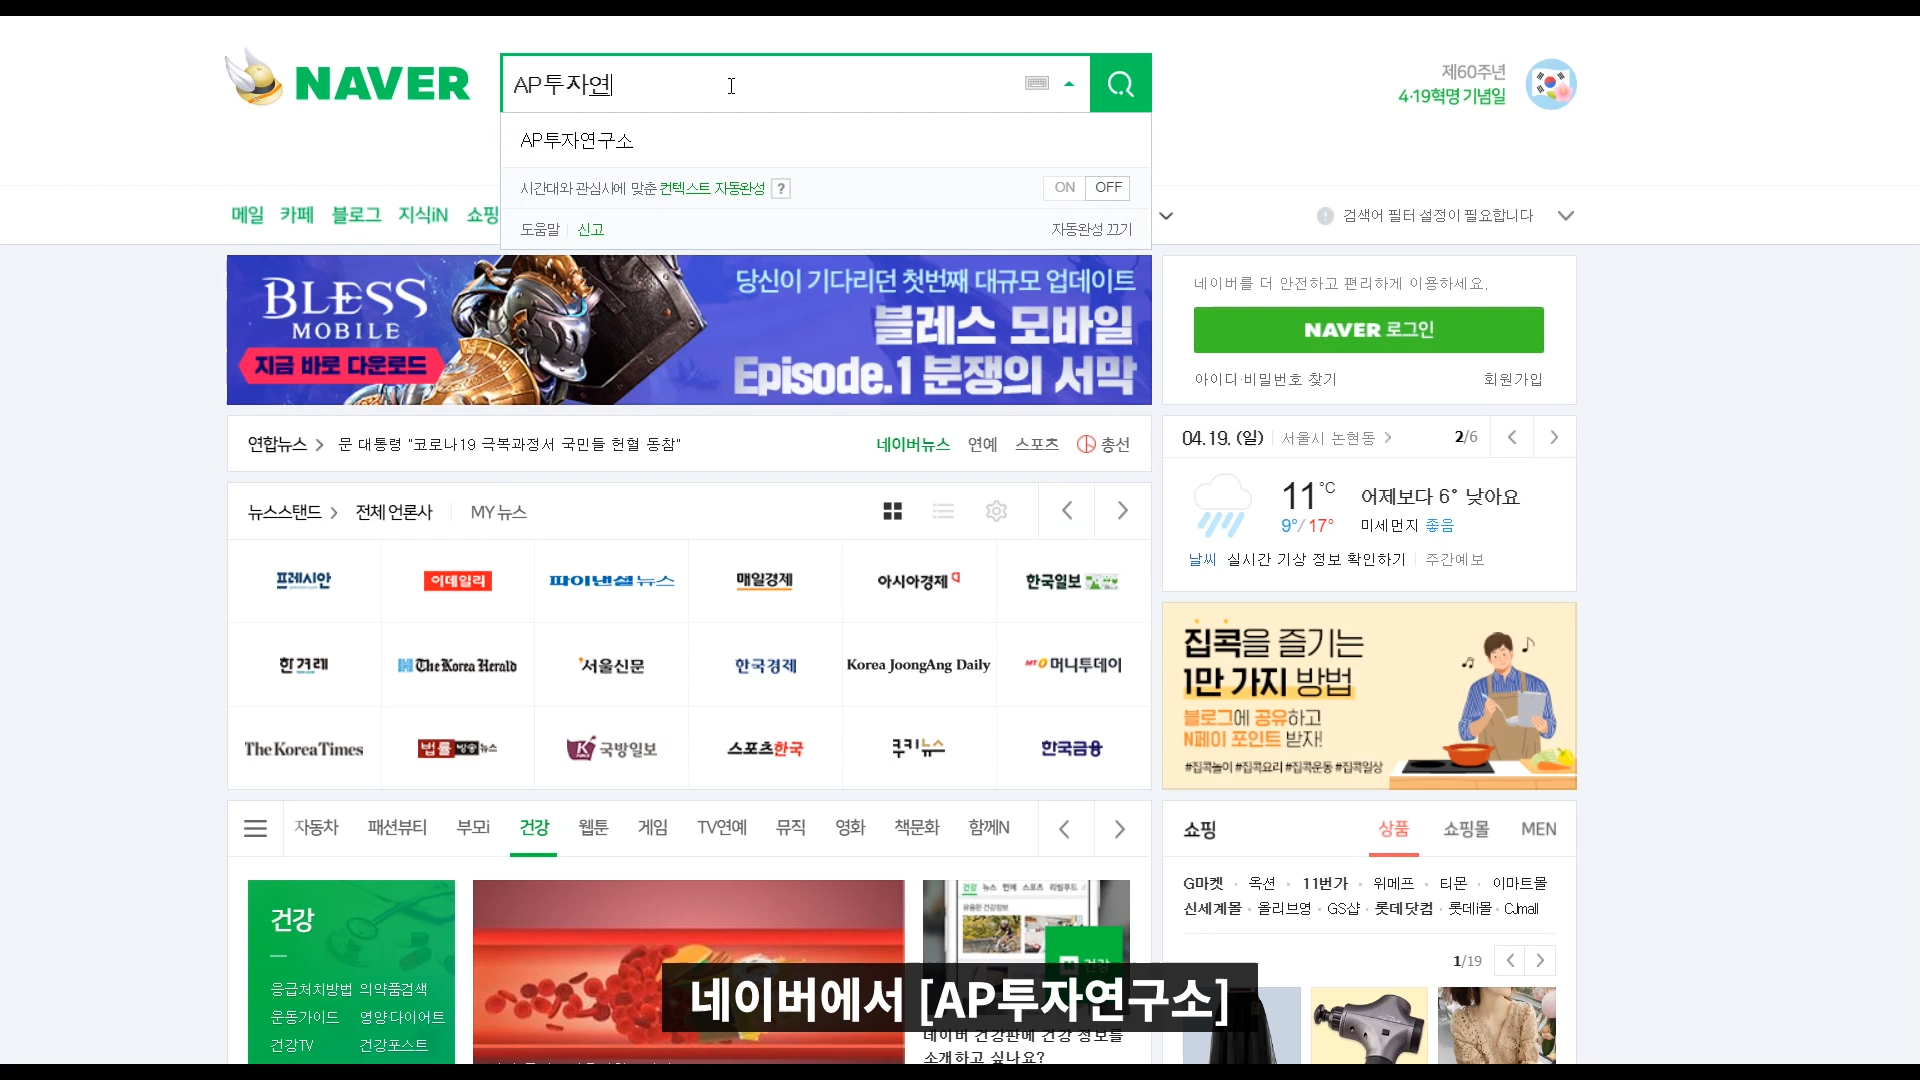 NAVER
AP투자연
제60주년
4·19혁명 기념일
AP투자연구소
시간대와 관심사에 맞춘 컨텍스트 자동완성 ?
ON OFF
도움말 신고
자동완성 끄기
메일 카페 블로그 지식iN 쇼핑
검색어 필터 설정이 필요합니다
BLESS
MOBILE
지금 바로 다운로드
당신이 기다리던 첫번째 대규모 업데이트
블레스 모바일
Episode.1 분쟁의 서막
네이버를 더 안전하고 편리하게 이용하세요.
NAVER 로그인
아이디·비밀번호 찾기
회원가입
연합뉴스 > 문 대통령 "코로나19 극복과정서 국민들 헌혈 동참"
네이버뉴스 연예 스포츠 총선
04.19. (일) 서울시 논현동 >
2/6
11°C
어제보다 6° 낮아요
9°/17°
미세먼지 좋음
날씨 실시간 기상 정보 확인하기 주간예보
뉴스스탠드 > 전체 언론사 MY 뉴스
프레시안 이데일리 파이낸셜뉴스 매일경제 아시아경제 한국일보
한겨레 The Korea Herald 서울신문 한국경제 Korea JoongAng Daily MTO 머니투데이
The Korea Times 법률방송뉴스 국방일보 스포츠한국 쿠키뉴스 한국금융
집콕을 즐기는
1만 가지 방법
블로그에 공유하고
N페이 포인트 받자!
#집콕놀이 #집콕요리 #집콕운동 #집콕일상
자동차 패션뷰티 부모i 건강 웹툰 게임 TV연예 뮤직 영화 책문화 함께N
쇼핑
상품 쇼핑몰 MEN
G마켓 · 옥션 · 11번가 · 위메프 · 티몬 · 이마트몰
신세계몰 · 올리브영 · GS샵 · 롯데닷컴 · 롯데i몰 · CJmall
1/19
건강
응급처치방법 의약품검색
운동가이드 영양·다이어트
건강TV 건강포스트
네이버 건강판에 건강 정보를
소개하고 싶나요?
네이버에서 [AP투자연구소]